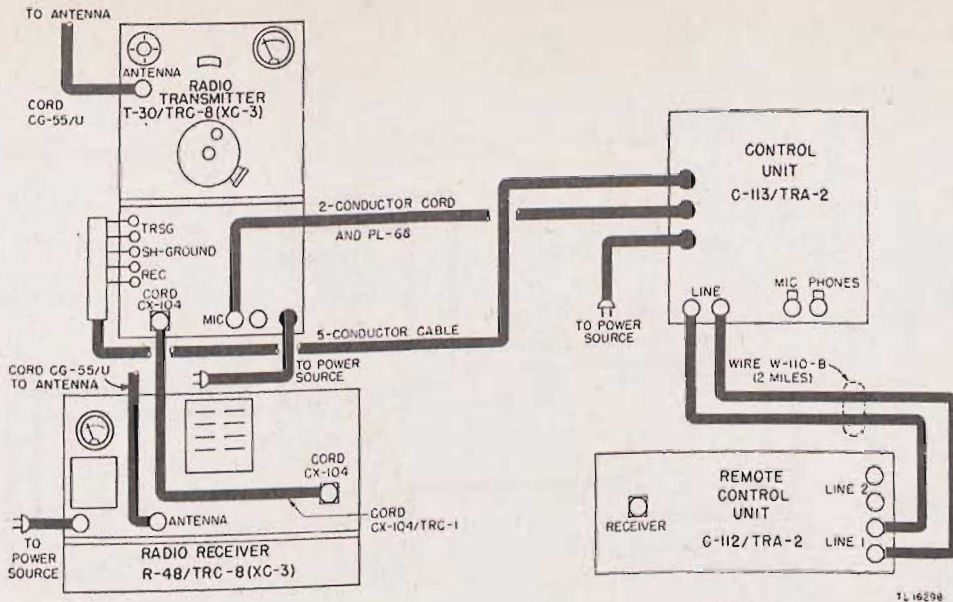 TO ANTENNA
CORD
CG-55/U
ANTENNA
RADIO
TRANSMITTER
T-30/TRC-8(XC-3)
TRSG
SH-GROUND
REC
CORD
CX-104
MIC
2-CONDUCTOR CORD
AND PL-68
5-CONDUCTOR CABLE
TO POWER
SOURCE
CONTROL
UNIT
C-113/TRA-2
LINE
MIC PHONES
TO POWER
SOURCE
WIRE W-110-B
(2 MILES)
CORD CG-55/U
TO ANTENNA
CORD
CX-104
CORD
CX-104/TRC-1
ANTENNA
TO
POWER
SOURCE
RADIO RECEIVER
R-48/TRC-8(XC-3)
REMOTE
CONTROL
UNIT
C-112/TRA-2
RECEIVER
LINE 2
LINE 1
TL 16298